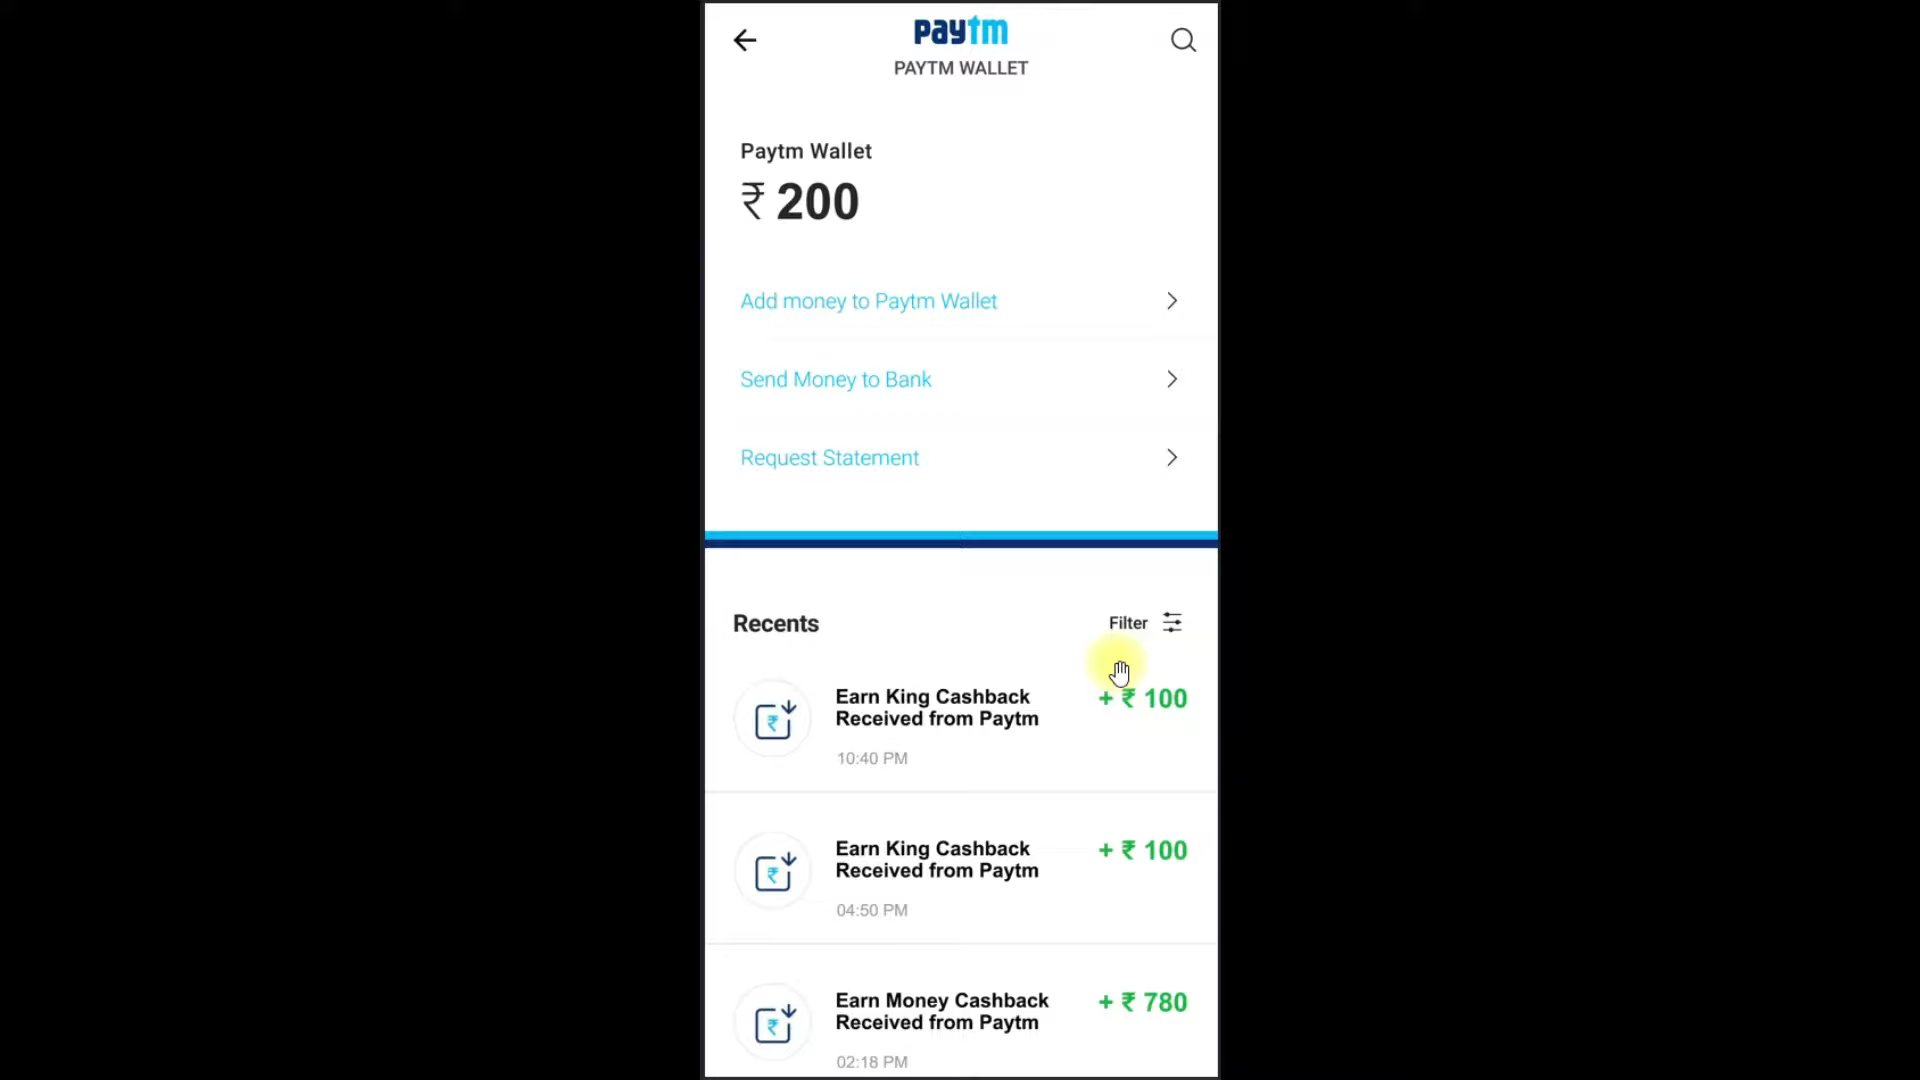 paytm
PAYTM WALLET
Paytm Wallet
₹ 200
Add money to Paytm Wallet
Send Money to Bank
Request Statement
Recents
Filter
Earn King Cashback
Received from Paytm
+ ₹ 100
10:40 PM
Earn King Cashback
Received from Paytm
+ ₹ 100
04:50 PM
Earn Money Cashback
Received from Paytm
+ ₹ 780
02:18 PM